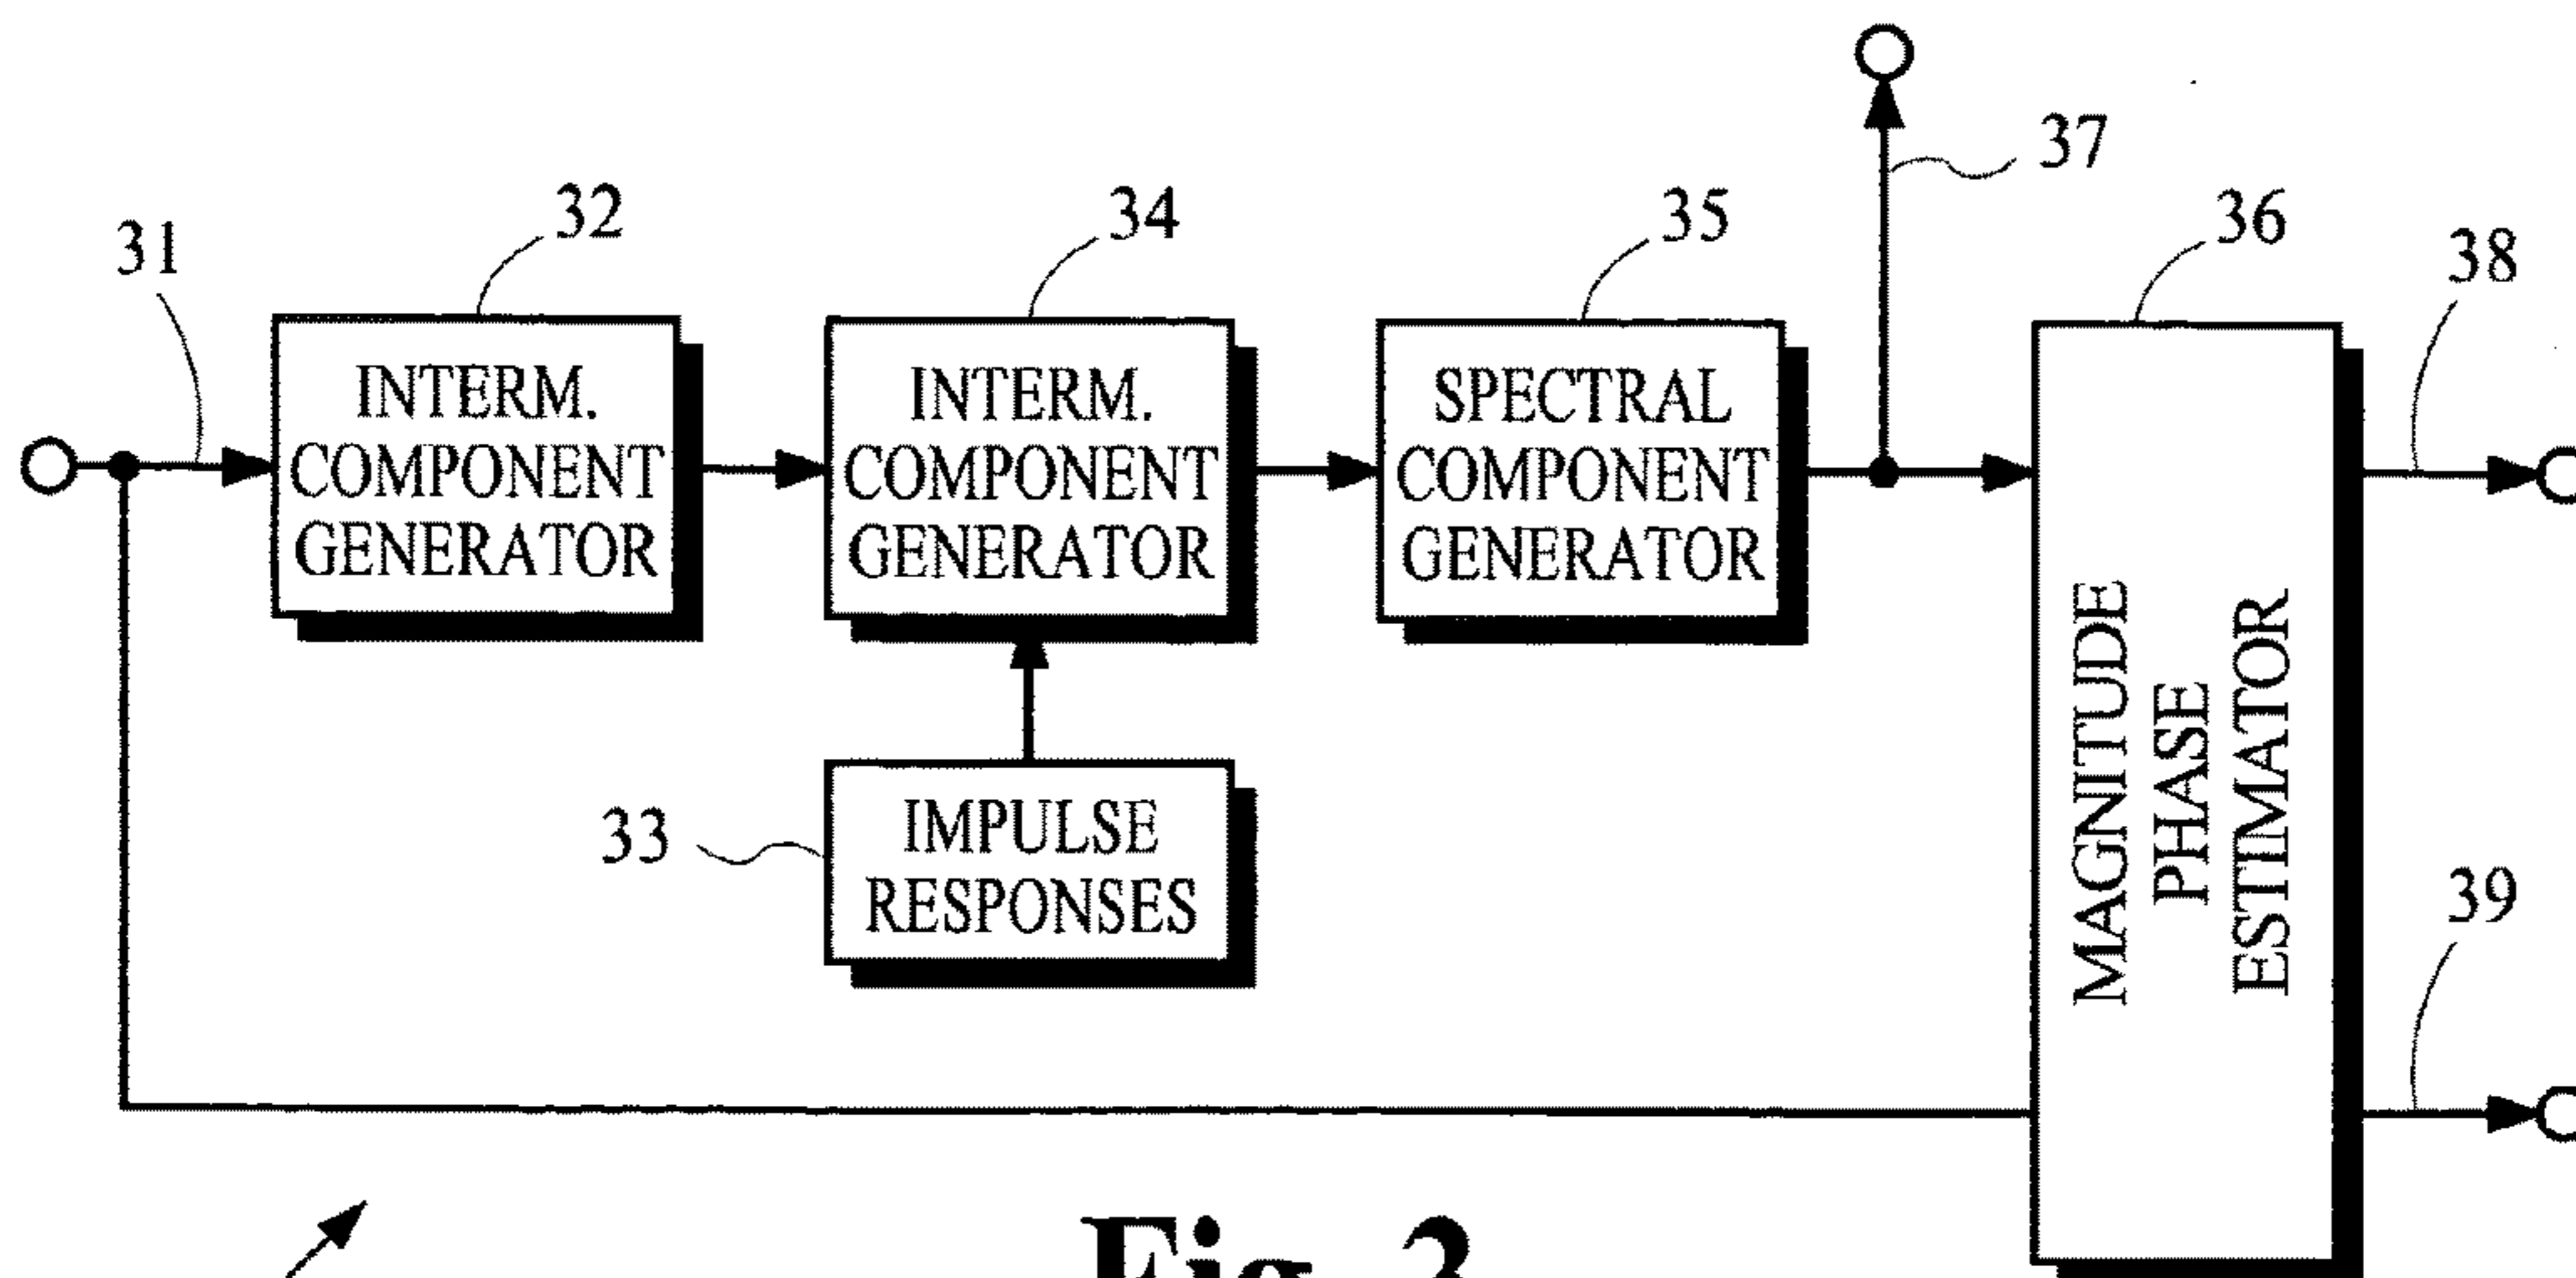 37
32
34
35
36
31
38
INTERM.
COMPONENT
GENERATOR
INTERM.
COMPONENT
GENERATOR
SPECTRAL
COMPONENT
GENERATOR
MAGNITUDE
PHASE
ESTIMATOR
33
IMPULSE
RESPONSES
39